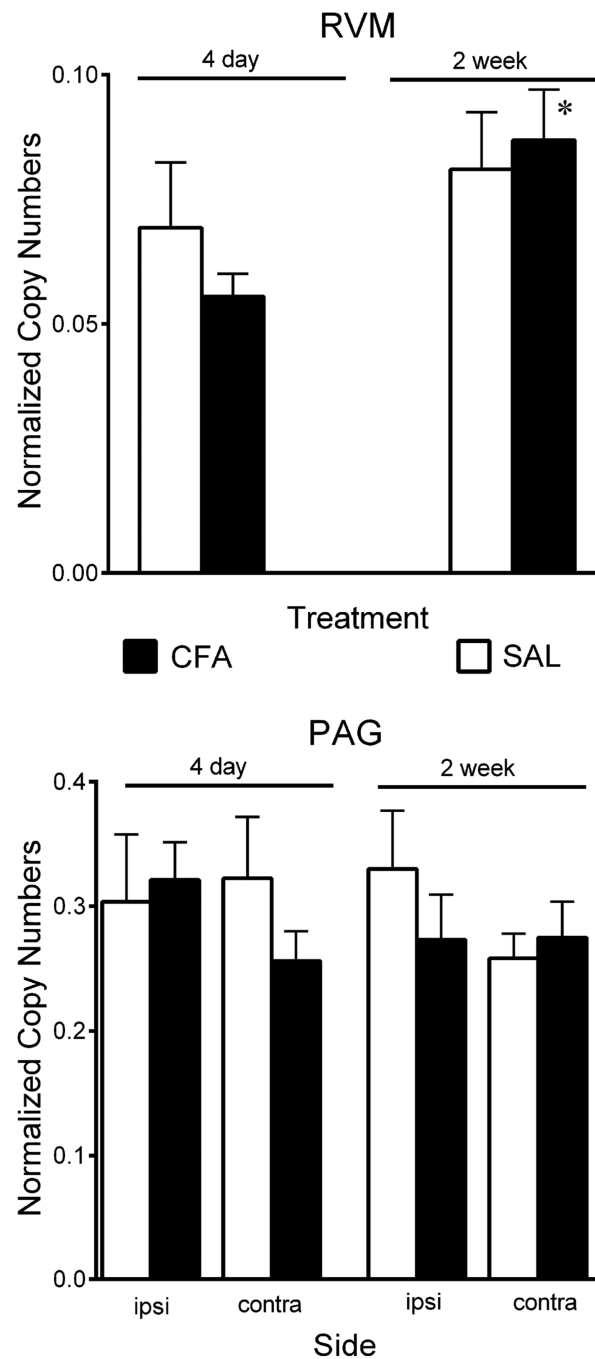 RVM
4 day 2 week
Normalized Copy Numbers
0.10
*
0.05
0.00
Treatment
CFA SAL
PAG
4 day 2 week
Normalized Copy Numbers
0.4
0.3
0.2
0.1
0.0
ipsi contra ipsi contra
Side